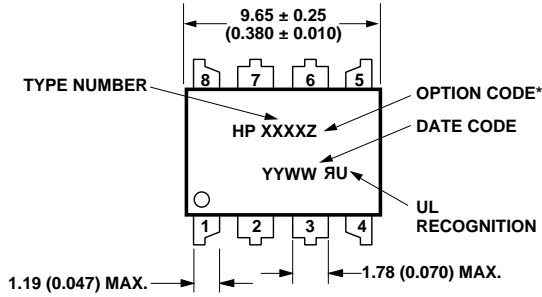 9.65 ± 0.25
(0.380 ± 0.010)
8 7 6 5
TYPE NUMBER
OPTION CODE*
HP XXXXZ
DATE CODE
YYWW ЯU
UL
RECOGNITION
1 2 3 4
1.19 (0.047) MAX.
1.78 (0.070) MAX.